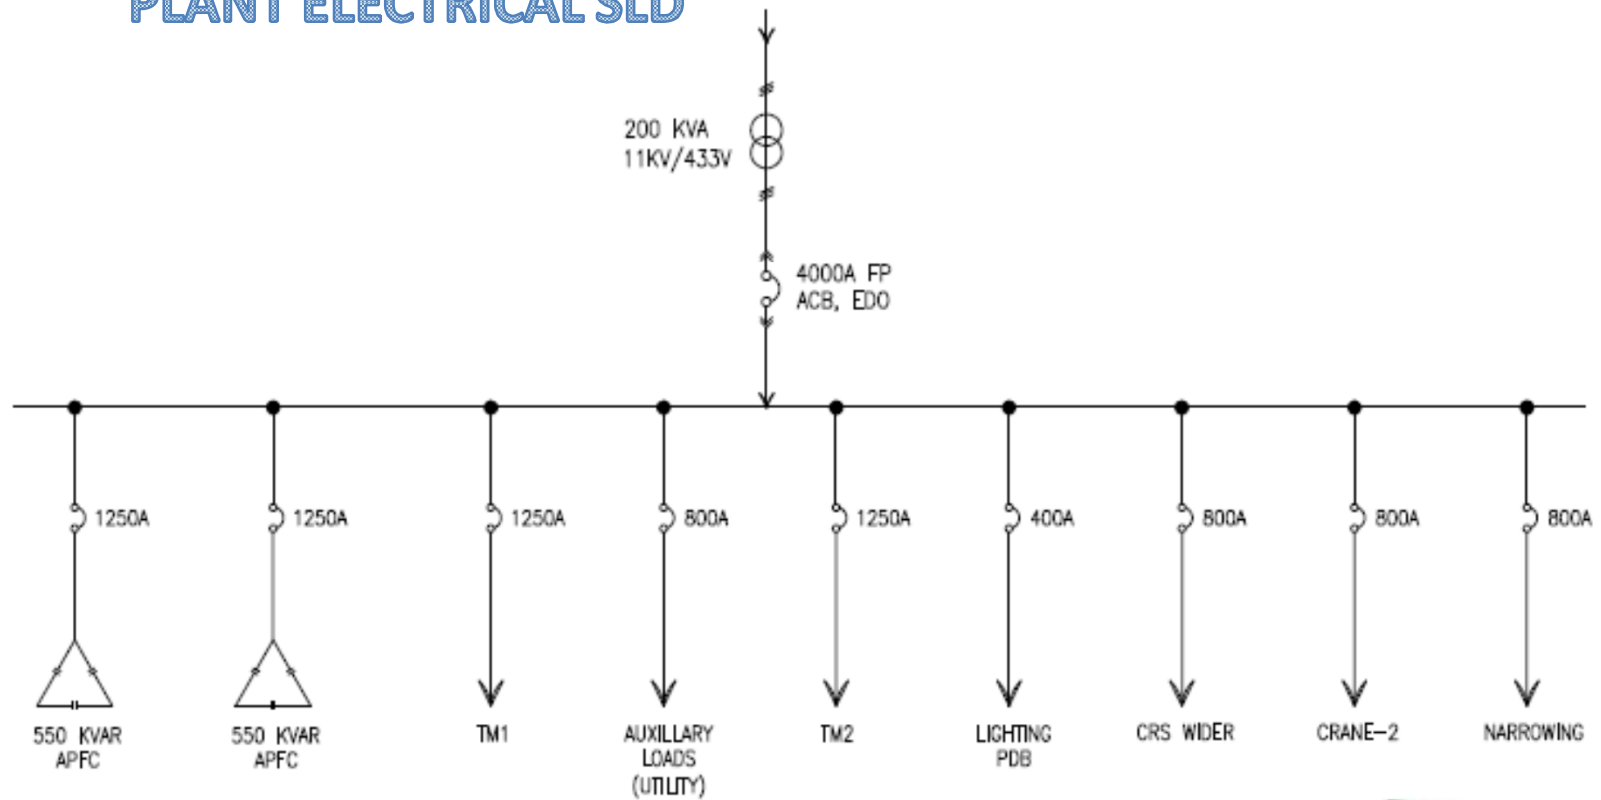 PLANT ELECTRICAL SLD
200 KVA
11KV/433V
4000A FP
ACB, EDO
1250A
1250A
1250A
800A
1250A
400A
800A
800A
800A
550 KVAR
APFC
550 KVAR
APFC
TM1
AUXILLARY
LOADS
(UTILITY)
TM2
LIGHTING
PDB
CRS WIDER
CRANE-2
NARROWING